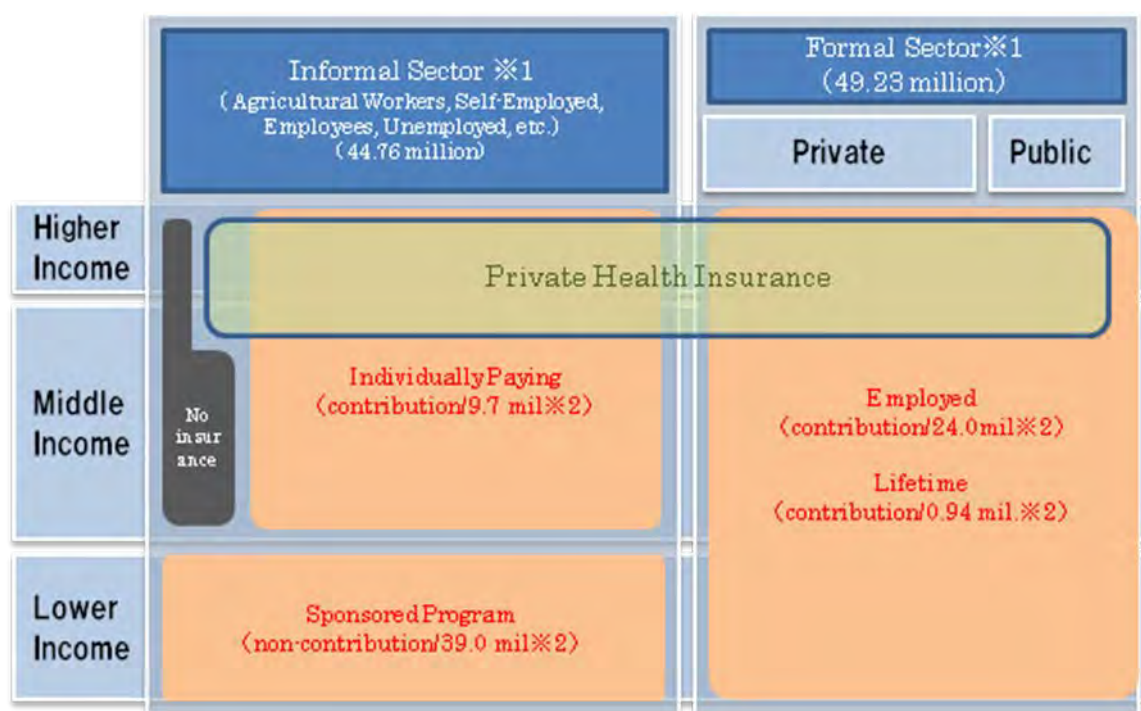 Informal Sector ※1
(Agricultural Workers, Self-Employed,
Employees, Unemployed, etc.)
(44.76 million)
Formal Sector※1
(49.23 million)
Private
Public
Higher
Income
Private Health Insurance
Middle
Income
No
insur
ance
Individually Paying
(contribution/9.7 mil※2)
Employed
(contribution/24.0mil※2)
Lifetime
(contribution/0.94 mil.※2)
Lower
Income
Sponsored Program
(non-contribution/39.0 mil※2)